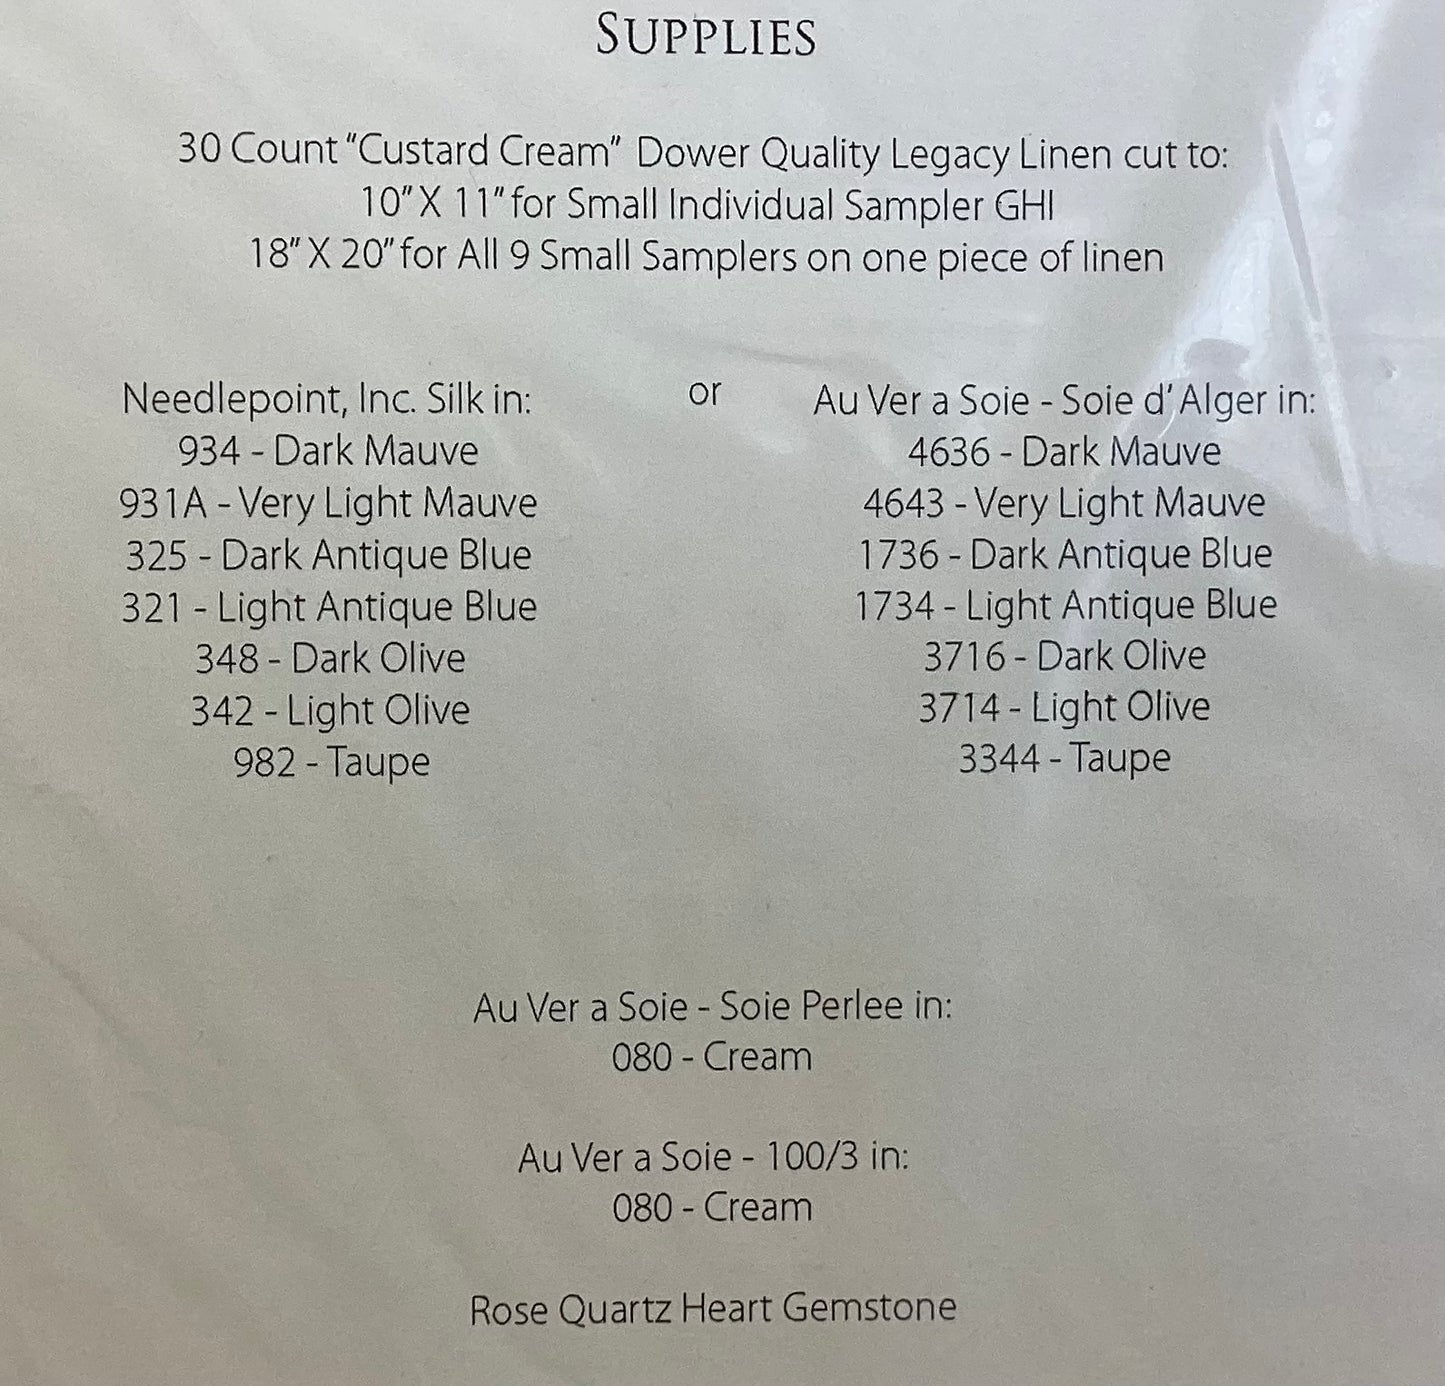 SUPPLIES
30 Count "Custard Cream" Dower Quality Legacy Linen cut to:
10" X 11" for Small Individual Sampler GHI
18" X 20" for All 9 Small Samplers on one piece of linen
Needlepoint, Inc. Silk in:
934 - Dark Mauve
931A - Very Light Mauve
325 - Dark Antique Blue
321 - Light Antique Blue
348 - Dark Olive
342 - Light Olive
982 - Taupe
or
Au Ver a Soie - Soie d' Alger in:
4636 - Dark Mauve
4643 - Very Light Mauve
1736 - Dark Antique Blue
1734 - Light Antique Blue
3716 - Dark Olive
3714 - Light Olive
3344 - Taupe
Au Ver a Soie - Soie Perlee in:
080 - Cream
Au Ver a Soie - 100/3 in:
080 - Cream
Rose Quartz Heart Gemstone